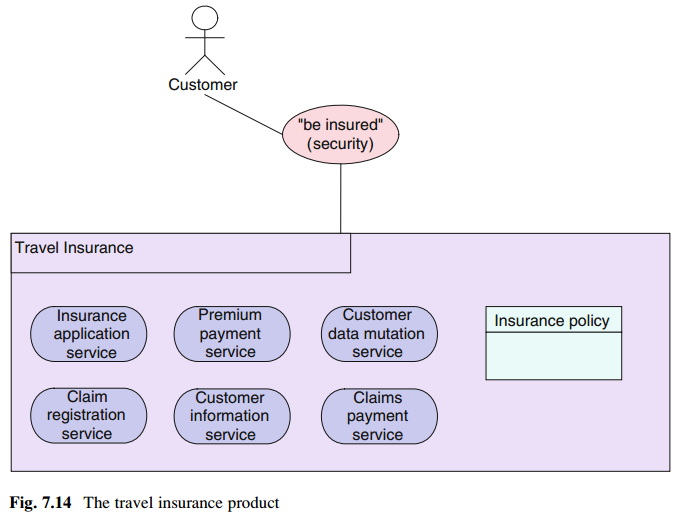 Customer
"be insured"
(security)
Travel Insurance
Insurance
application
service
Premium
payment
service
Customer
data mutation
service
Insurance policy
Claim
registration
service
Customer
information
service
Claims
payment
service
Fig. 7.14 The travel insurance product